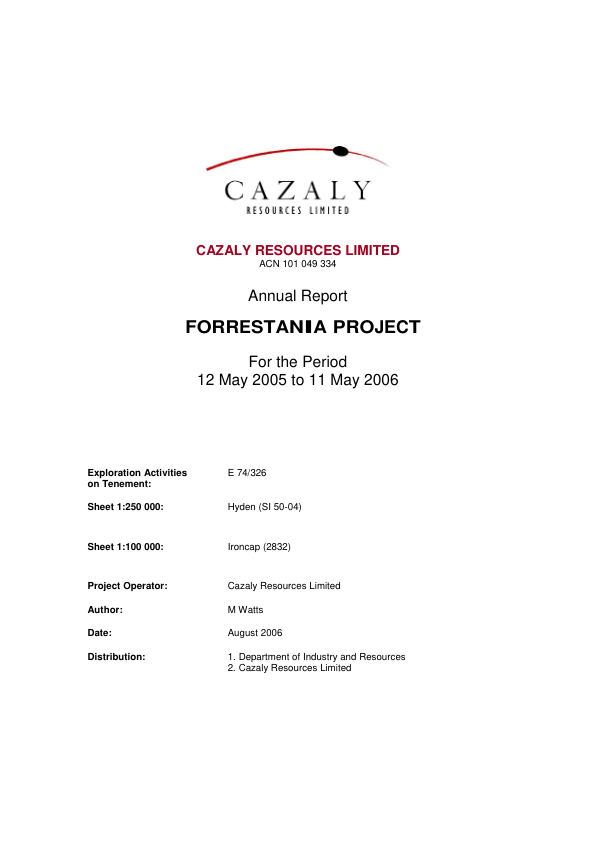 CAZALY
RESOURCES LIMITED
CAZALY RESOURCES LIMITED
ACN 101 049 334
Annual Report
FORRESTANIA PROJECT
For the Period
12 May 2005 to 11 May 2006
Exploration Activities on Tenement: E 74/326
Sheet 1:250 000: Hyden (SI 50-04)
Sheet 1:100 000: Ironcap (2832)
Project Operator: Cazaly Resources Limited
Author: M Watts
Date: August 2006
Distribution: 1. Department of Industry and Resources
2. Cazaly Resources Limited